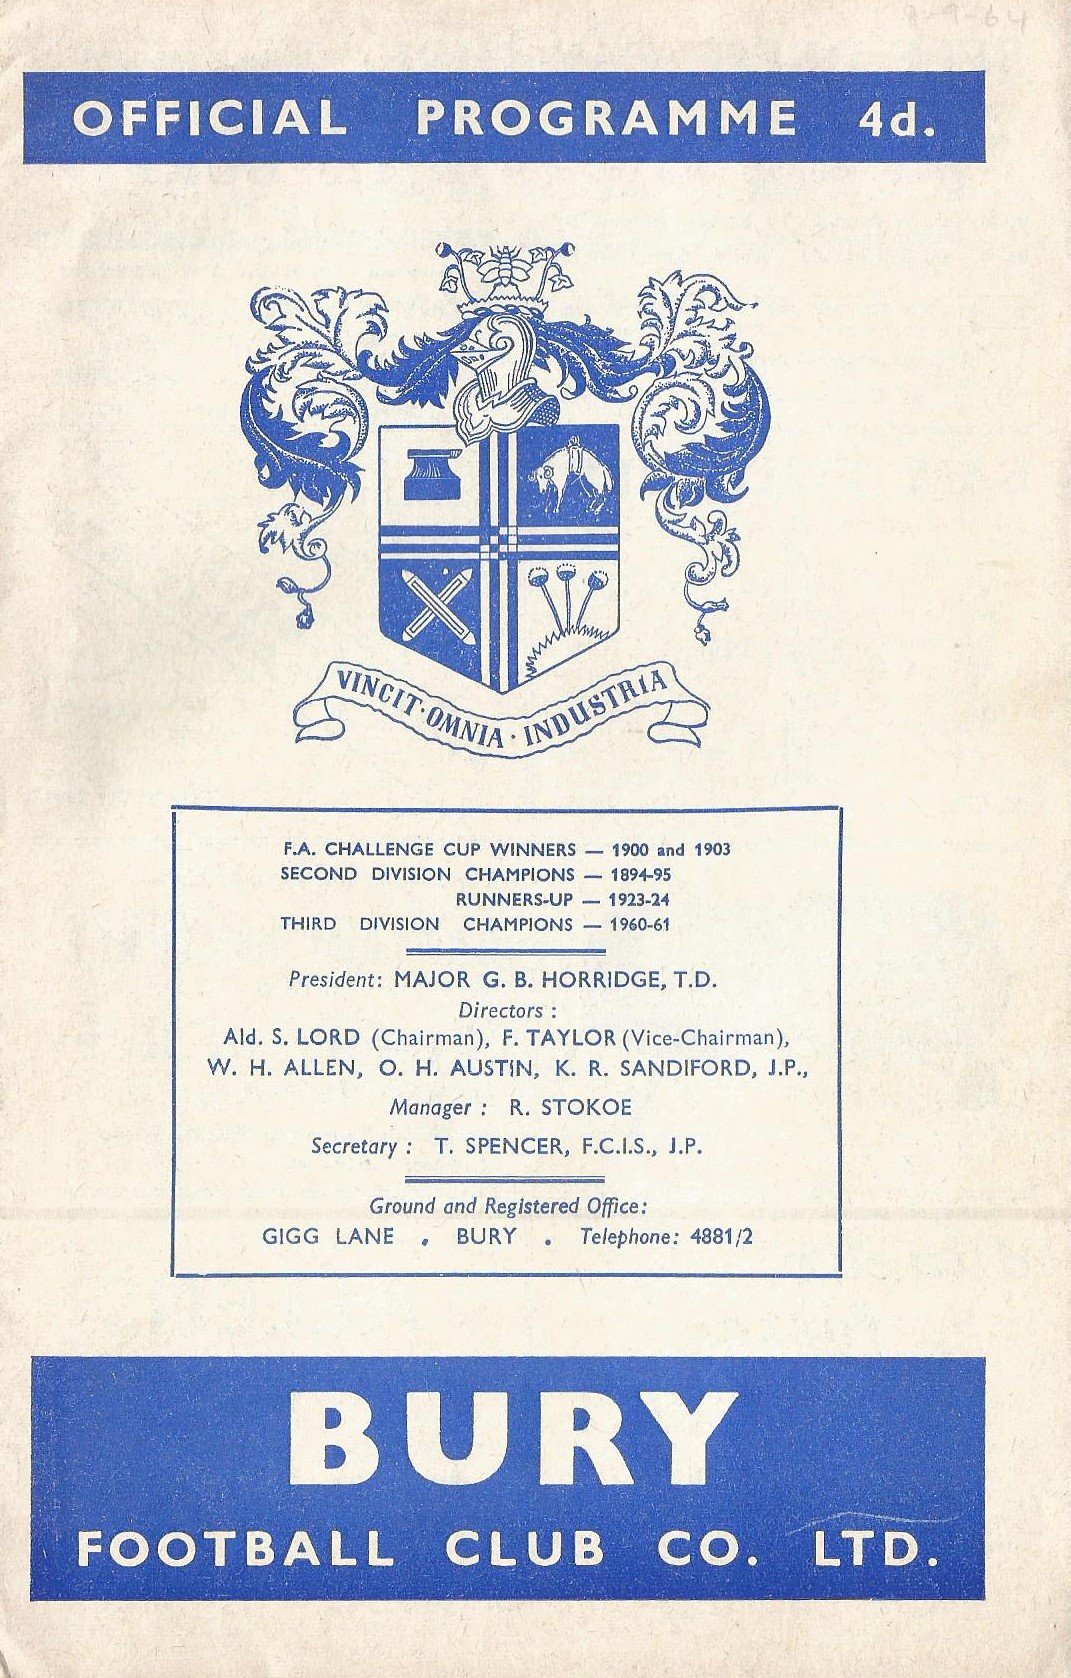 OFFICIAL PROGRAMME 4d.
VINCIT · OMNIA · INDUSTRIA
F.A. CHALLENGE CUP WINNERS — 1900 and 1903
SECOND DIVISION CHAMPIONS — 1894-95
RUNNERS-UP — 1923-24
THIRD DIVISION CHAMPIONS — 1960-61
President: MAJOR G. B. HORRIDGE, T.D.
Directors :
Ald. S. LORD (Chairman), F. TAYLOR (Vice-Chairman),
W. H. ALLEN, O. H. AUSTIN, K. R. SANDIFORD, J.P.,
Manager : R. STOKOE
Secretary : T. SPENCER, F.C.I.S., J.P.
Ground and Registered Office:
GIGG LANE . BURY . Telephone: 4881/2
BURY
FOOTBALL CLUB CO. LTD.